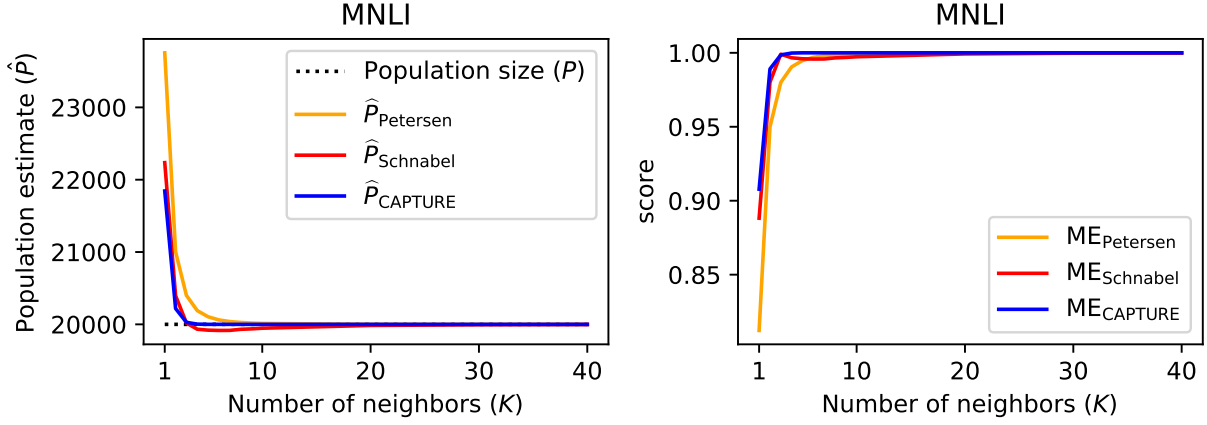 MNLI
Population estimate (P̂)
23000
22000
21000
20000
Population size (P)
P̂Petersen
P̂Schnabel
P̂CAPTURE
1 10 20 30 40
Number of neighbors (K)
MNLI
score
1.00
0.95
0.90
0.85
MEPetersen
MESchnabel
MECAPTURE
1 10 20 30 40
Number of neighbors (K)